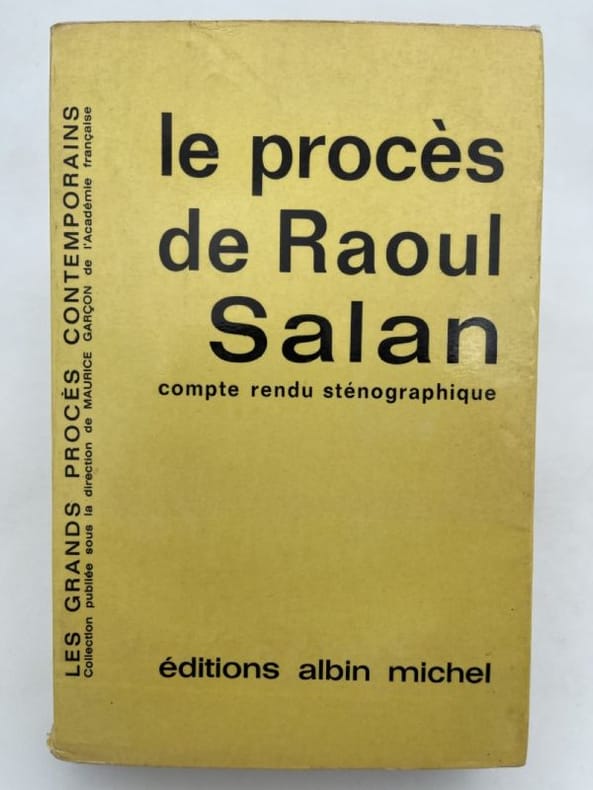 le procès
de Raoul
Salan
compte rendu sténographique
éditions albin michel
LES GRANDS PROCÈS CONTEMPORAINS
Collection publiée sous la direction de MAURICE GARÇON de l'Académie française